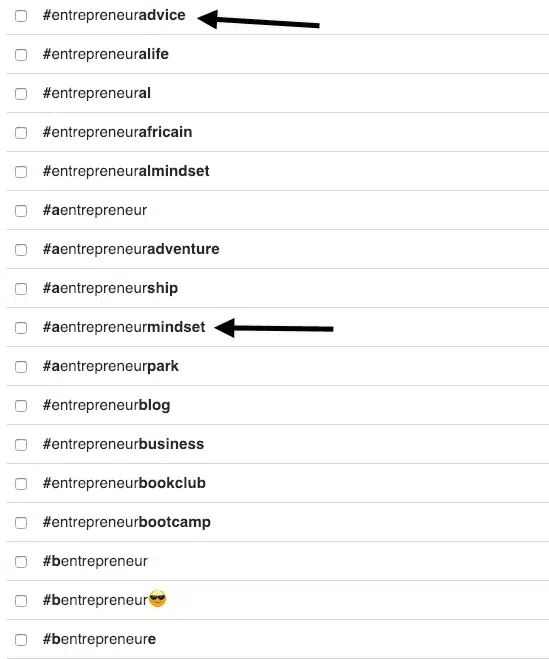 #entrepreneuradvice
#entrepreneuralife
#entrepreneural
#entrepreneurafricain
#entrepreneuralmindset
#aentrepreneur
#aentrepreneuradventure
#aentrepreneurship
#aentrepreneurmindset
#aentrepreneurpark
#entrepreneurblog
#entrepreneurbusiness
#entrepreneurbookclub
#entrepreneurbootcamp
#bentrepreneur
#bentrepreneur😎
#bentrepreneure